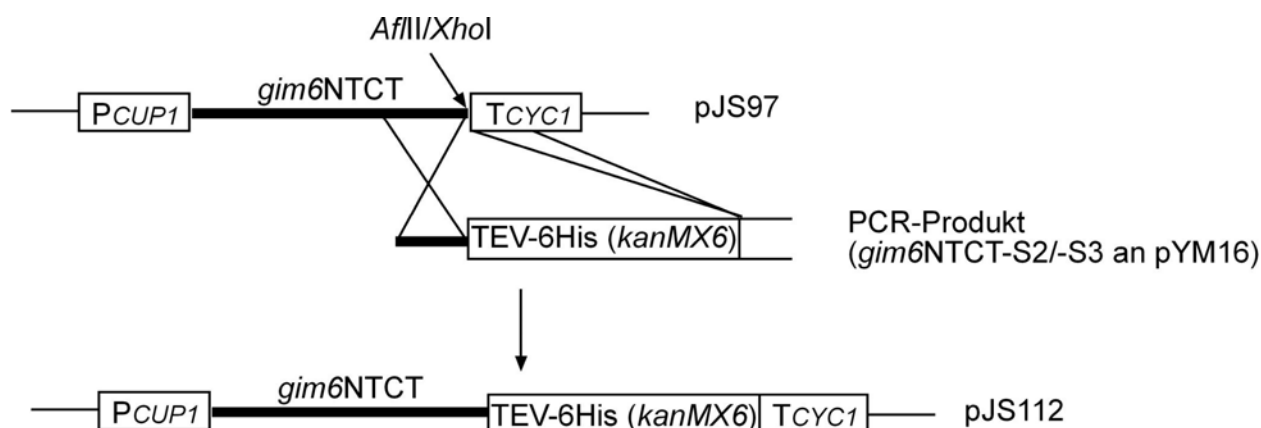 AflII/XhoI
gim6NTCT
PCUP1
TCYC1
pJS97
TEV-6His (kanMX6)
PCR-Produkt
(gim6NTCT-S2/-S3 an pYM16)
gim6NTCT
PCUP1
TEV-6His (kanMX6)
TCYC1
pJS112